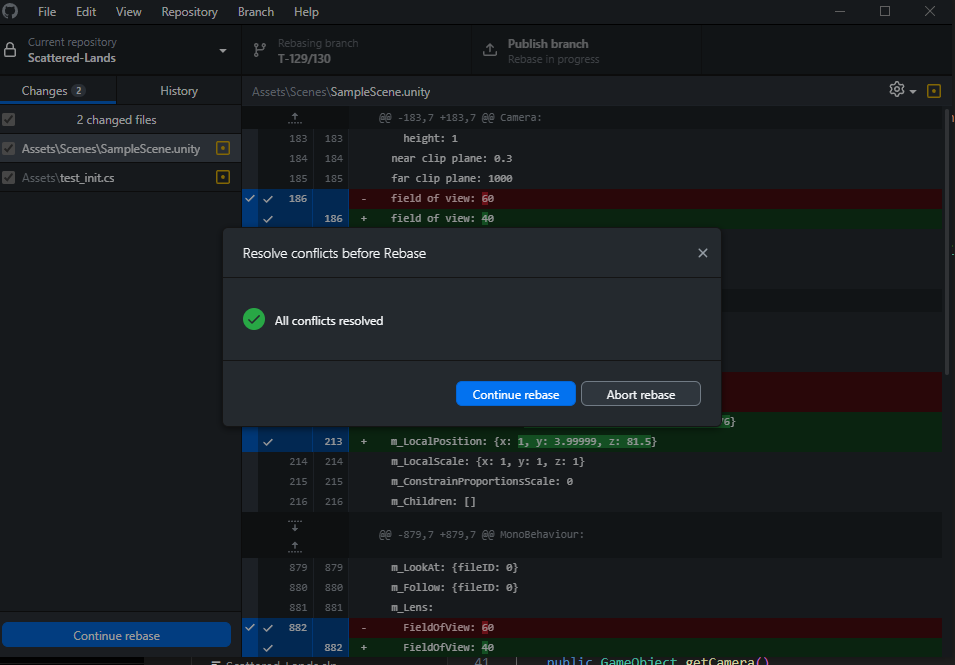 File Edit View Repository Branch Help
Current repository
Scattered-Lands
Rebasing branch
T-129/130
Publish branch
Rebase in progress
Changes 2 History
Assets\Scenes\SampleScene.unity
2 changed files
Assets\Scenes\SampleScene.unity
Assets\test_init.cs
@@ -183,7 +183,7 @@ Camera:
183 183 height: 1
184 184 near clip plane: 0.3
185 185 far clip plane: 1000
186 - field of view: 60
186 + field of view: 40
Resolve conflicts before Rebase
All conflicts resolved
Continue rebase Abort rebase
6}
213 + m_LocalPosition: {x: 1, y: 3.99999, z: 81.5}
214 214 m_LocalScale: {x: 1, y: 1, z: 1}
215 215 m_ConstrainProportionsScale: 0
216 216 m_Children: []
@@ -879,7 +879,7 @@ MonoBehaviour:
879 879 m_LookAt: {fileID: 0}
880 880 m_Follow: {fileID: 0}
881 881 m_Lens:
882 - FieldOfView: 60
882 + FieldOfView: 40
Continue rebase
41 public GameObject getCamera()